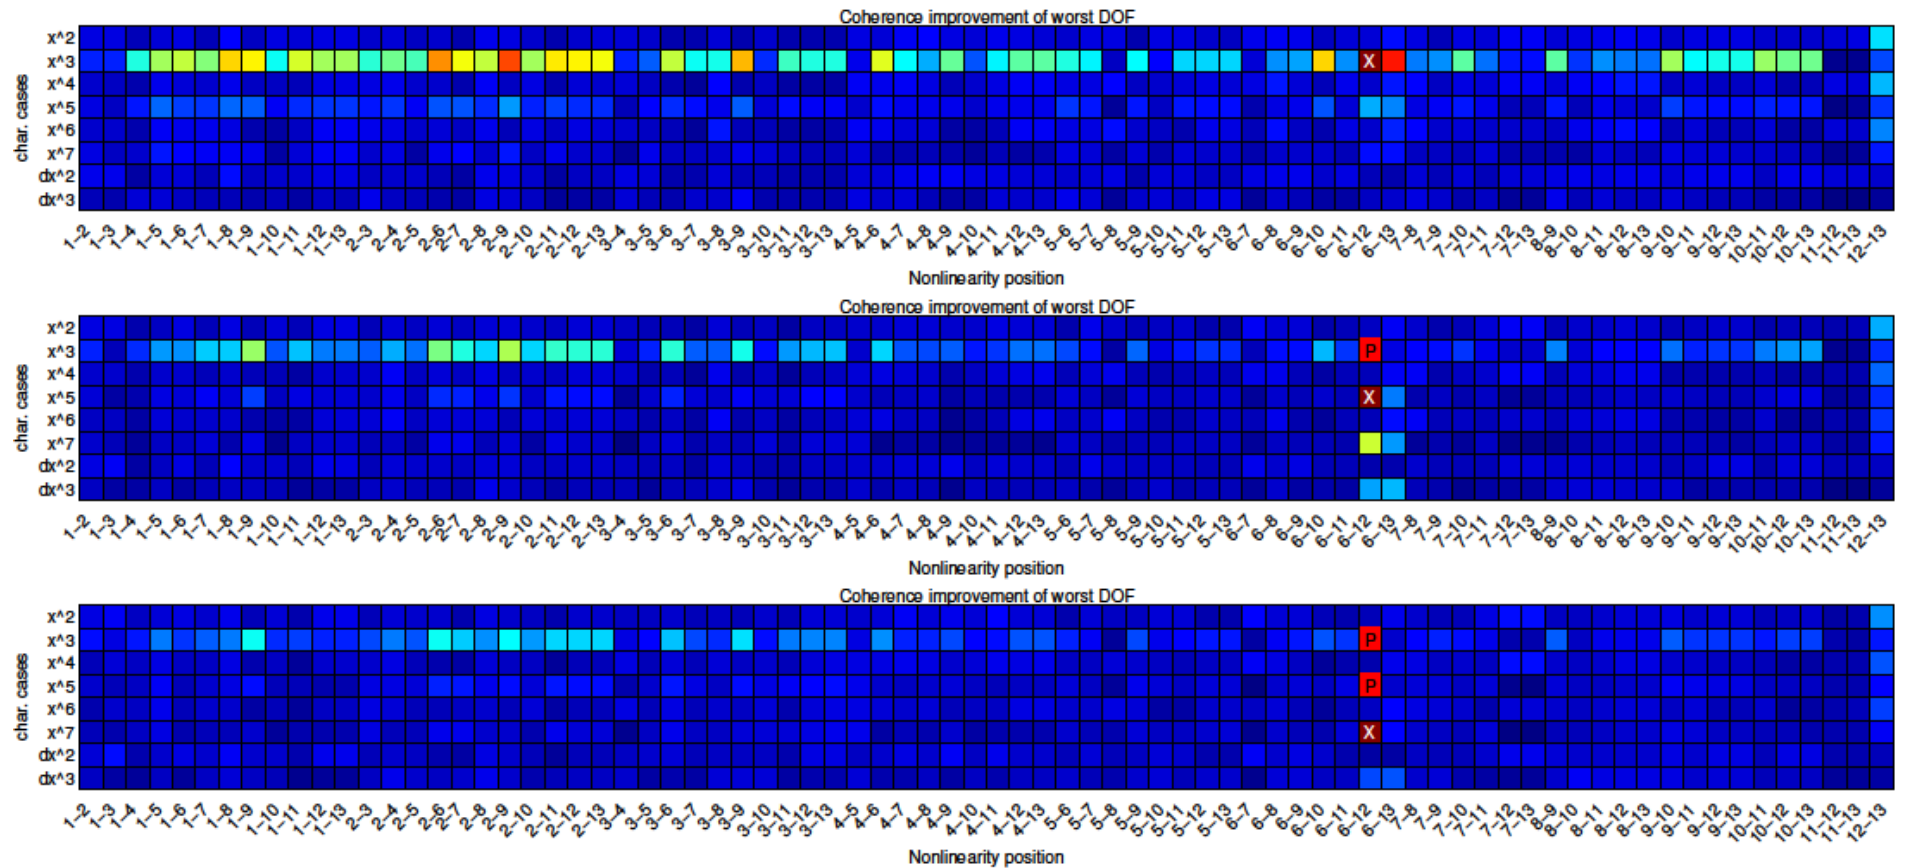 Coherence improvement of worst DOF
char. cases
x^2
x^3 X
x^4
x^5
x^6
x^7
dx^2
dx^3
1–2 1–3 1–4 1–5 1–6 1–7 1–8 1–9 1–10 1–11 1–12 1–13 2–3 2–4 2–5 2–6 2–7 2–8 2–9 2–10 2–11 2–12 2–13 3–4 3–5 3–6 3–7 3–8 3–9 3–10 3–11 3–12 3–13 4–5 4–6 4–7 4–8 4–9 4–10 4–11 4–12 4–13 5–6 5–7 5–8 5–9 5–10 5–11 5–12 5–13 6–7 6–8 6–9 6–10 6–11 6–12 6–13 7–8 7–9 7–10 7–11 7–12 7–13 8–9 8–10 8–11 8–12 8–13 9–10 9–11 9–12 9–13 10–11 10–12 10–13 11–12 11–13 12–13
Nonlinearity position
Coherence improvement of worst DOF
char. cases
x^2
x^3 P
x^4
x^5 X
x^6
x^7
dx^2
dx^3
1–2 1–3 1–4 1–5 1–6 1–7 1–8 1–9 1–10 1–11 1–12 1–13 2–3 2–4 2–5 2–6 2–7 2–8 2–9 2–10 2–11 2–12 2–13 3–4 3–5 3–6 3–7 3–8 3–9 3–10 3–11 3–12 3–13 4–5 4–6 4–7 4–8 4–9 4–10 4–11 4–12 4–13 5–6 5–7 5–8 5–9 5–10 5–11 5–12 5–13 6–7 6–8 6–9 6–10 6–11 6–12 6–13 7–8 7–9 7–10 7–11 7–12 7–13 8–9 8–10 8–11 8–12 8–13 9–10 9–11 9–12 9–13 10–11 10–12 10–13 11–12 11–13 12–13
Nonlinearity position
Coherence improvement of worst DOF
char. cases
x^2
x^3 P
x^4
x^5 P
x^6
x^7 X
dx^2
dx^3
1–2 1–3 1–4 1–5 1–6 1–7 1–8 1–9 1–10 1–11 1–12 1–13 2–3 2–4 2–5 2–6 2–7 2–8 2–9 2–10 2–11 2–12 2–13 3–4 3–5 3–6 3–7 3–8 3–9 3–10 3–11 3–12 3–13 4–5 4–6 4–7 4–8 4–9 4–10 4–11 4–12 4–13 5–6 5–7 5–8 5–9 5–10 5–11 5–12 5–13 6–7 6–8 6–9 6–10 6–11 6–12 6–13 7–8 7–9 7–10 7–11 7–12 7–13 8–9 8–10 8–11 8–12 8–13 9–10 9–11 9–12 9–13 10–11 10–12 10–13 11–12 11–13 12–13
Nonlinearity position